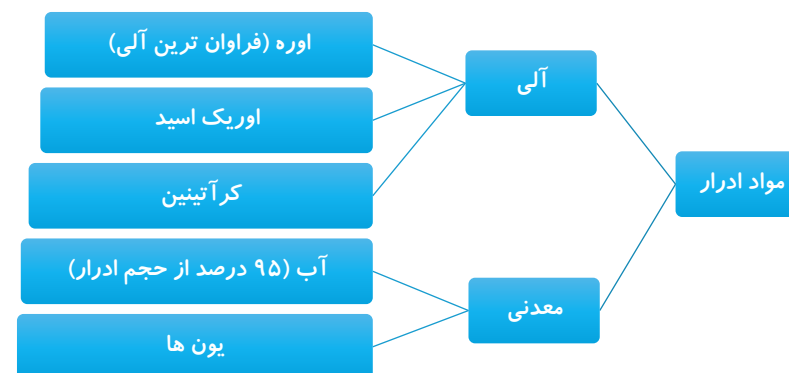 مواد ادرار
آلی
اوره (فراوان ترین آلی)
اوریک اسید
کرآتینین
معدنی
آب (۹۵ درصد از حجم ادرار)
یون ها